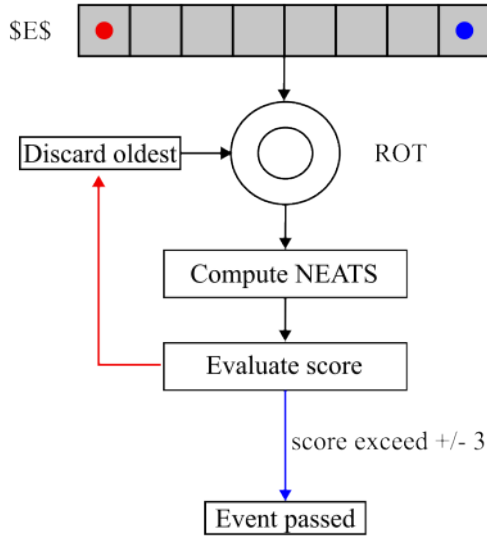 $E$
ROT
Discard oldest
Compute NEATS
Evaluate score
score exceed +/- 3
Event passed